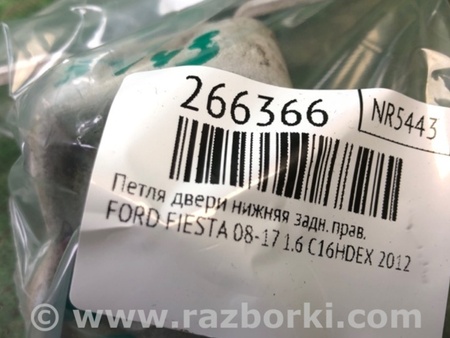 266366
NR5443
Петля двери нижняя задн. прав.
FORD FIESTA 08-17 1.6 C16HDEX 2012
© www.razborki.com